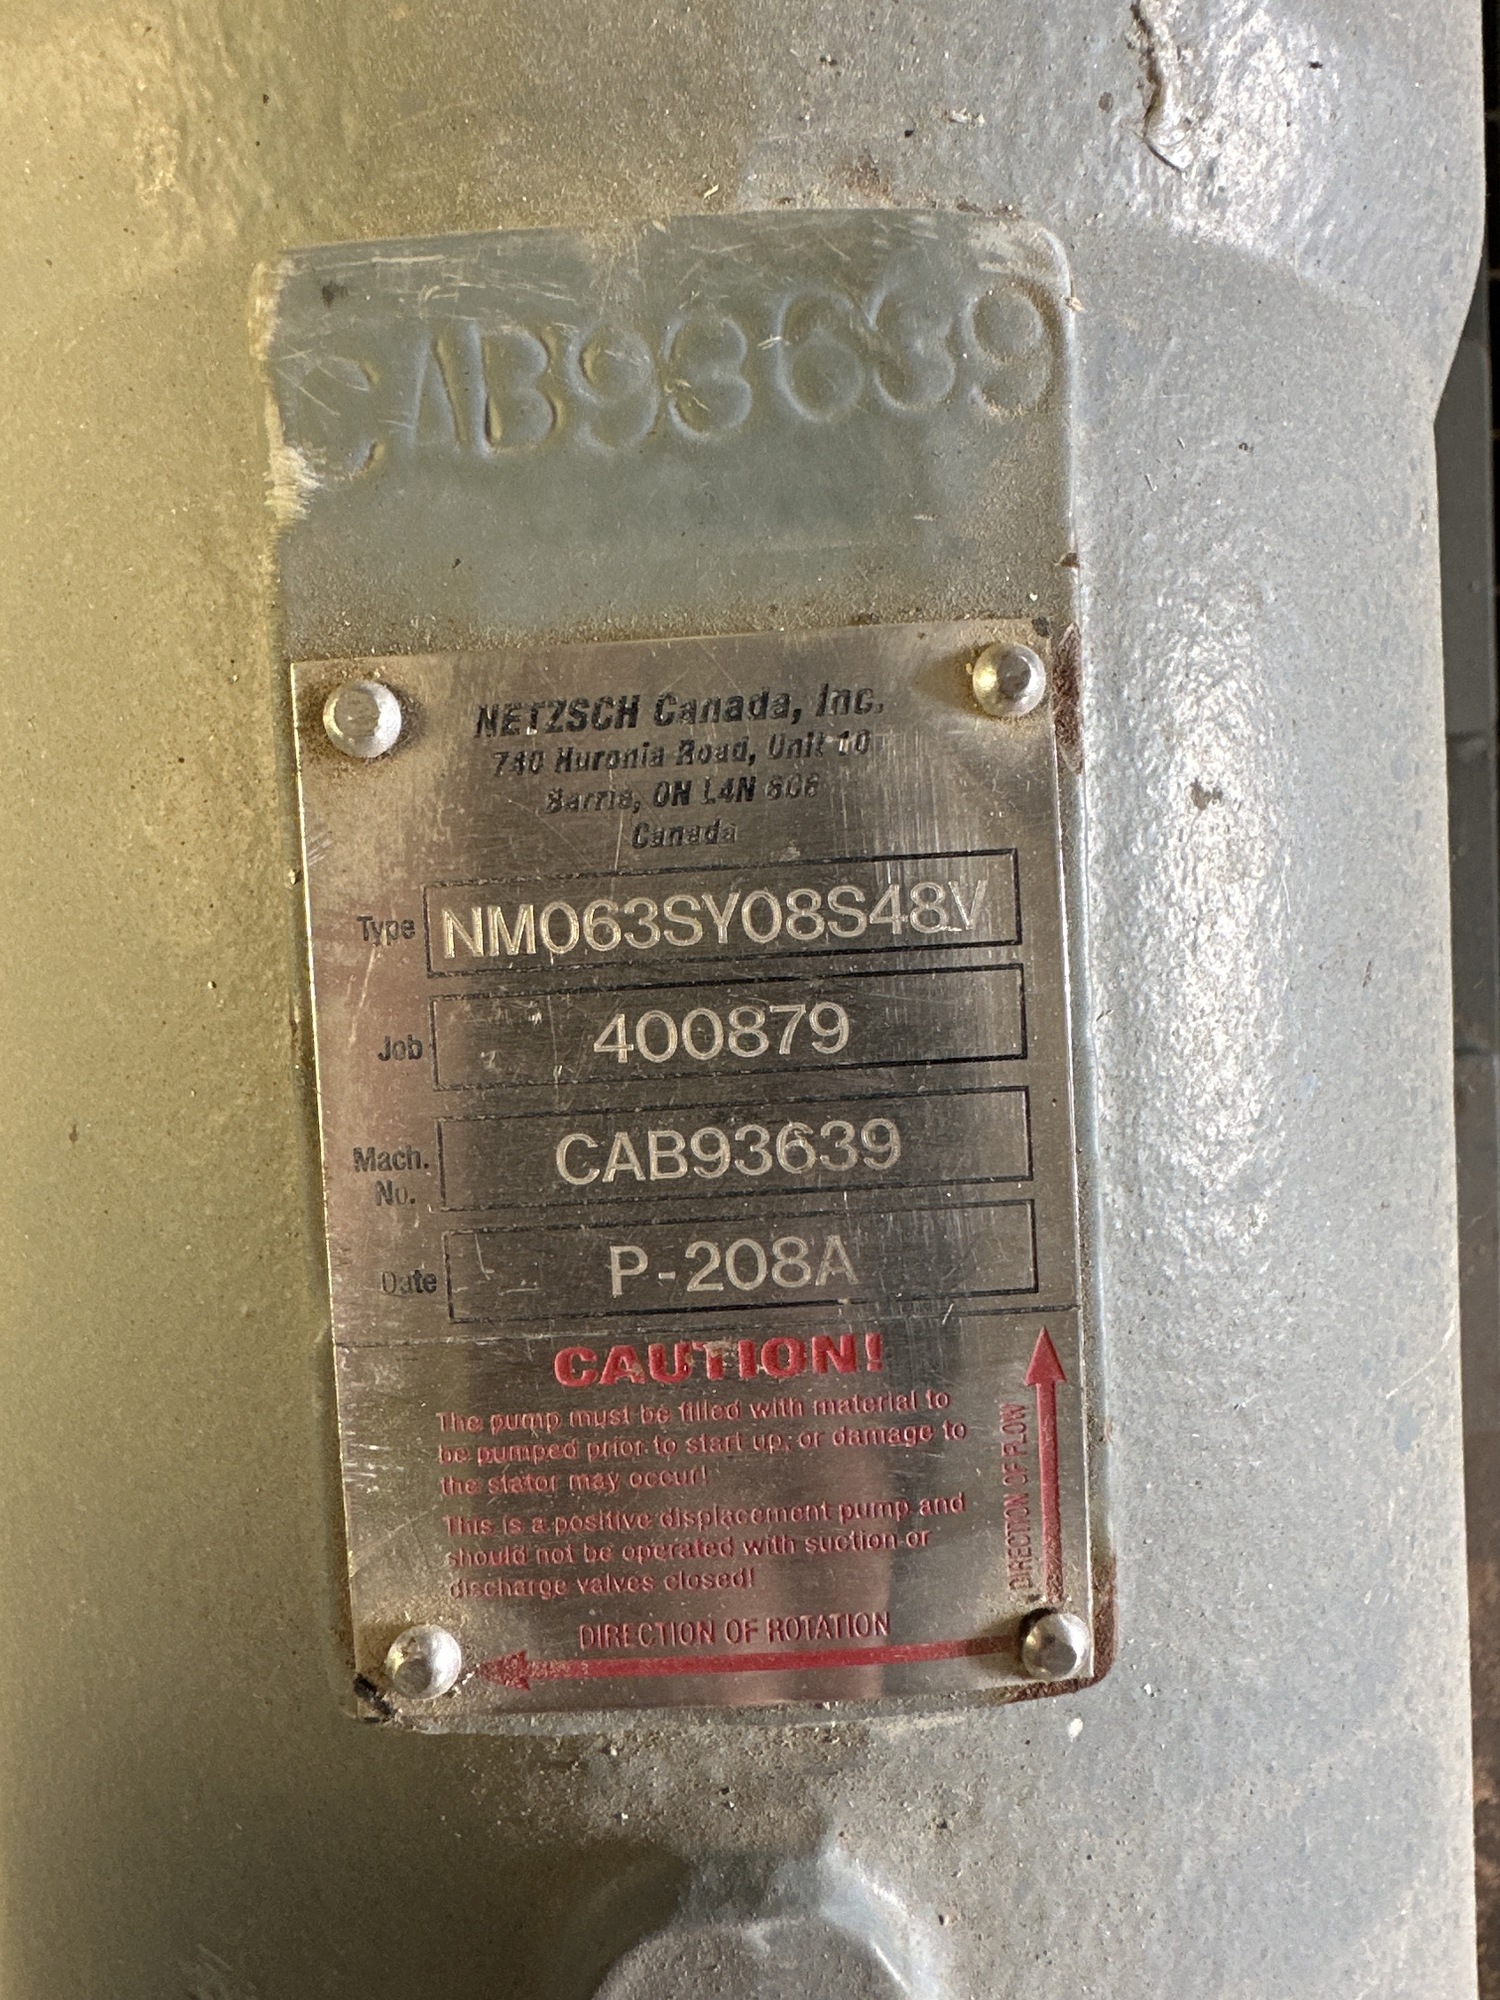 CAB93639
NETZSCH Canada, Inc.
740 Huronia Road, Unit 10
Barrie, ON L4N 6C6
Canada
Type NM063SY08S48V
Job 400879
Mach. No. CAB93639
Date P-208A
CAUTION!
The pump must be filled with material to
be pumped prior to start up, or damage to
the stator may occur!
This is a positive displacement pump and
should not be operated with suction or
discharge valves closed!
DIRECTION OF FLOW
DIRECTION OF ROTATION